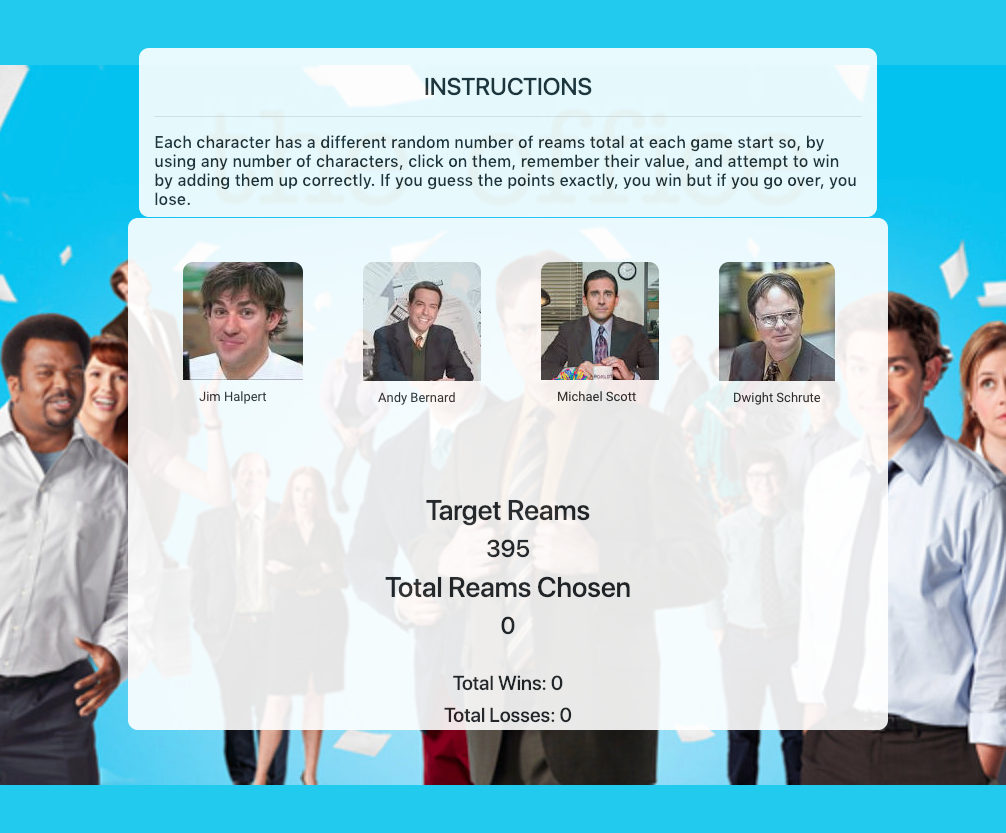 INSTRUCTIONS
the office
Each character has a different random number of reams total at each game start so, by
using any number of characters, click on them, remember their value, and attempt to win
by adding them up correctly. If you guess the points exactly, you win but if you go over, you
lose.
Jim Halpert
Andy Bernard
Michael Scott
Dwight Schrute
Target Reams
395
Total Reams Chosen
0
Total Wins: 0
Total Losses: 0